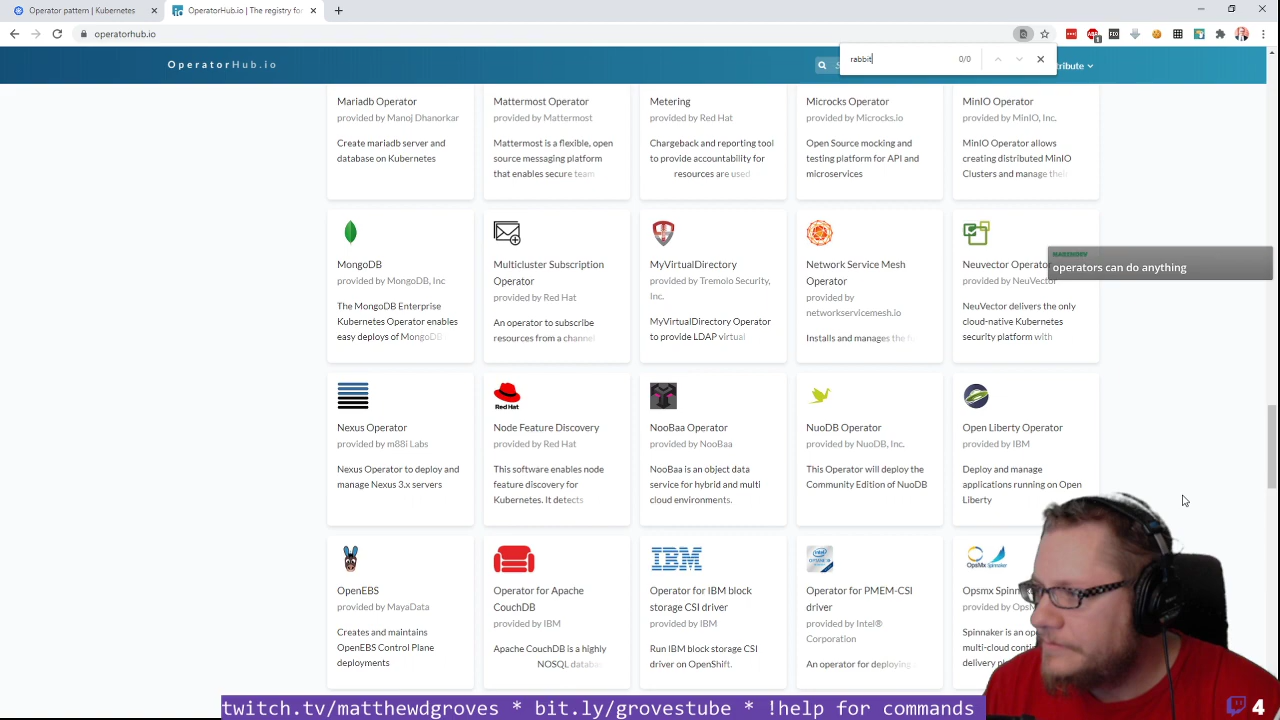 Operator pattern | Kubernetes
OperatorHub.io | The registry for
operatorhub.io
rabbit
0/0
OperatorHub.io
Mariadb Operator
provided by Manoj Dhanorkar
Create mariadb server and
database on Kubernetes
Mattermost Operator
provided by Mattermost
Mattermost is a flexible, open
source messaging platform
that enables secure team
Metering
provided by Red Hat
Chargeback and reporting tool
to provide accountability for
resources are used
Microcks Operator
provided by Microcks.io
Open Source mocking and
testing platform for API and
microservices
MinIO Operator
provided by MinIO, Inc.
MinIO Operator allows
creating distributed MinIO
Clusters and manage their
MongoDB
provided by MongoDB, Inc
The MongoDB Enterprise
Kubernetes Operator enables
easy deploys of MongoDB
Multicluster Subscription
Operator
provided by Red Hat
An operator to subscribe
resources from a channel
MyVirtualDirectory
provided by Tremolo Security,
Inc.
MyVirtualDirectory Operator
to provide LDAP virtual
Network Service Mesh
Operator
provided by
networkservicemesh.io
Installs and manages the
Neuvector Operator
provided by NeuVector
NeuVector delivers the only
cloud-native Kubernetes
security platform with
operators can do anything
Nexus Operator
provided by m88i Labs
Nexus Operator to deploy and
manage Nexus 3.x servers
Red Hat
Node Feature Discovery
provided by Red Hat
This software enables node
feature discovery for
Kubernetes. It detects
NooBaa Operator
provided by NooBaa
NooBaa is an object data
service for hybrid and multi
cloud environments.
NuoDB Operator
provided by NuoDB, Inc.
This Operator will deploy the
Community Edition of NuoDB
Open Liberty Operator
provided by IBM
Deploy and manage
applications running on Open
Liberty
OpenEBS
provided by MayaData
Creates and maintains
OpenEBS Control Plane
deployments
Operator for Apache
CouchDB
provided by IBM
Apache CouchDB is a highly
NOSQL
IBM
Operator for IBM block
storage CSI driver
provided by IBM
Run IBM block storage CSI
driver on OpenShift.
Operator for PMEM-CSI
driver
provided by Intel®
Corporation
An operator for deploying
OpsMx
Spinnaker
Opsmx
provided by
Spinnaker is an
twitch.tv/matthewdgroves * bit.ly/grovestube * !help for commands
4